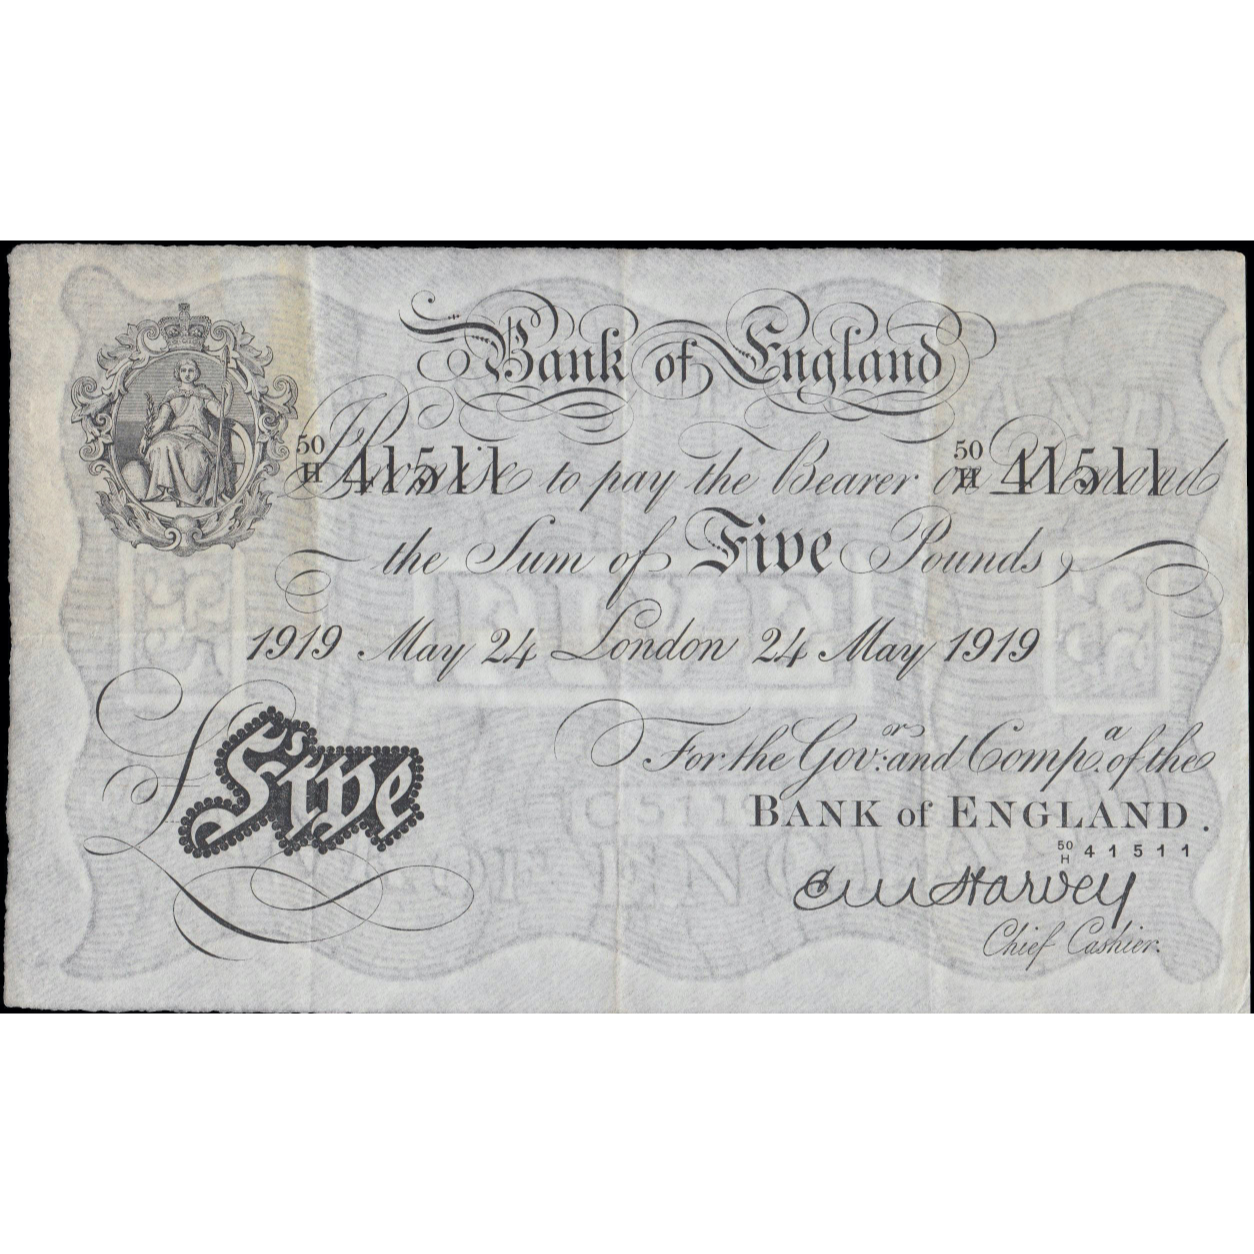 Bank of England
I Promise to pay the Bearer on Demand
50/H 41511 50/H 41511
the Sum of Five Pounds
1919 May 24 London 24 May 1919
For the Govr: and Compa. of the
£Five
BANK of ENGLAND.
50/H 41511
E M Harvey
Chief Cashier.